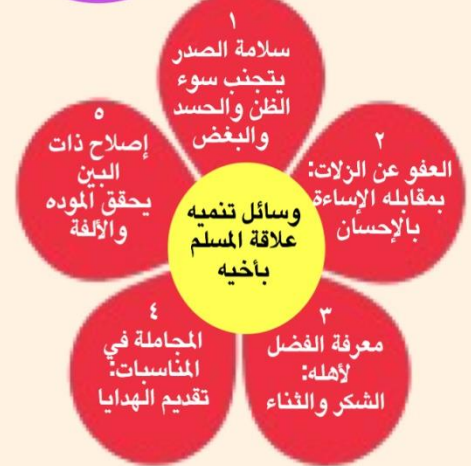 وسائل تنميه
علاقة المسلم
بأخيه
١
سلامة الصدر
يتجنب سوء
الظن والحسد
والبغض
٢
العفو عن الزلات:
بمقابله الإساءة
بالإحسان
٣
معرفة الفضل
لأهله:
الشكر والثناء
٤
المجاملة في
المناسبات:
تقديم الهدايا
٥
إصلاح ذات
البين
يحقق الموده
والألفة